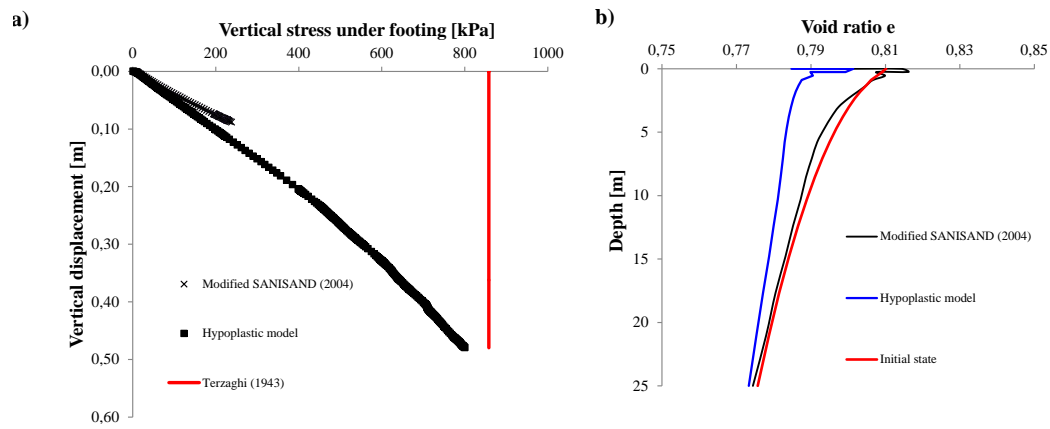 a)
Vertical stress under footing [kPa]
0 200 400 600 800 1000
0,00
0,10
0,20
0,30
0,40
0,50
0,60
Vertical displacement [m]
Modified SANISAND (2004)
Hypoplastic model
Terzaghi (1943)
b)
Void ratio e
0,75 0,77 0,79 0,81 0,83 0,85
0
5
10
15
20
25
Depth [m]
Modified SANISAND (2004)
Hypoplastic model
Initial state